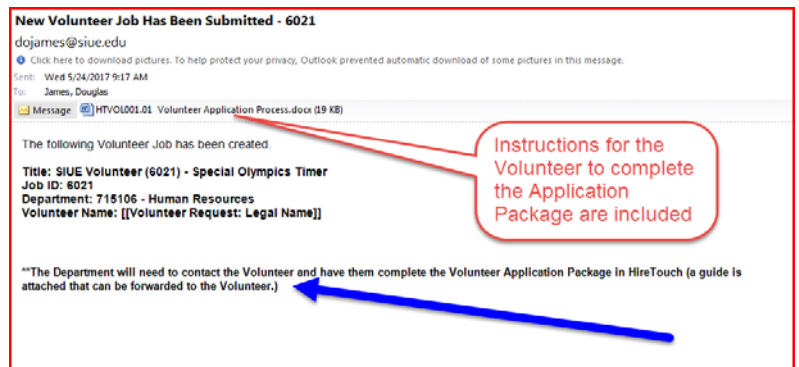 New Volunteer Job Has Been Submitted - 6021
dojames@siue.edu
Click here to download pictures. To help protect your privacy, Outlook prevented automatic download of some pictures in this message.
Sent: Wed 5/24/2017 9:17 AM
To: James, Douglas
Message HTVOL001.01 Volunteer Application Process.docx (19 KB)
The following Volunteer Job has been created.
Instructions for the
Volunteer to complete
the Application
Package are included
Title: SIUE Volunteer (6021) - Special Olympics Timer
Job ID: 6021
Department: 715106 - Human Resources
Volunteer Name: [[Volunteer Request: Legal Name]]
**The Department will need to contact the Volunteer and have them complete the Volunteer Application Package in HireTouch (a guide is
attached that can be forwarded to the Volunteer.)